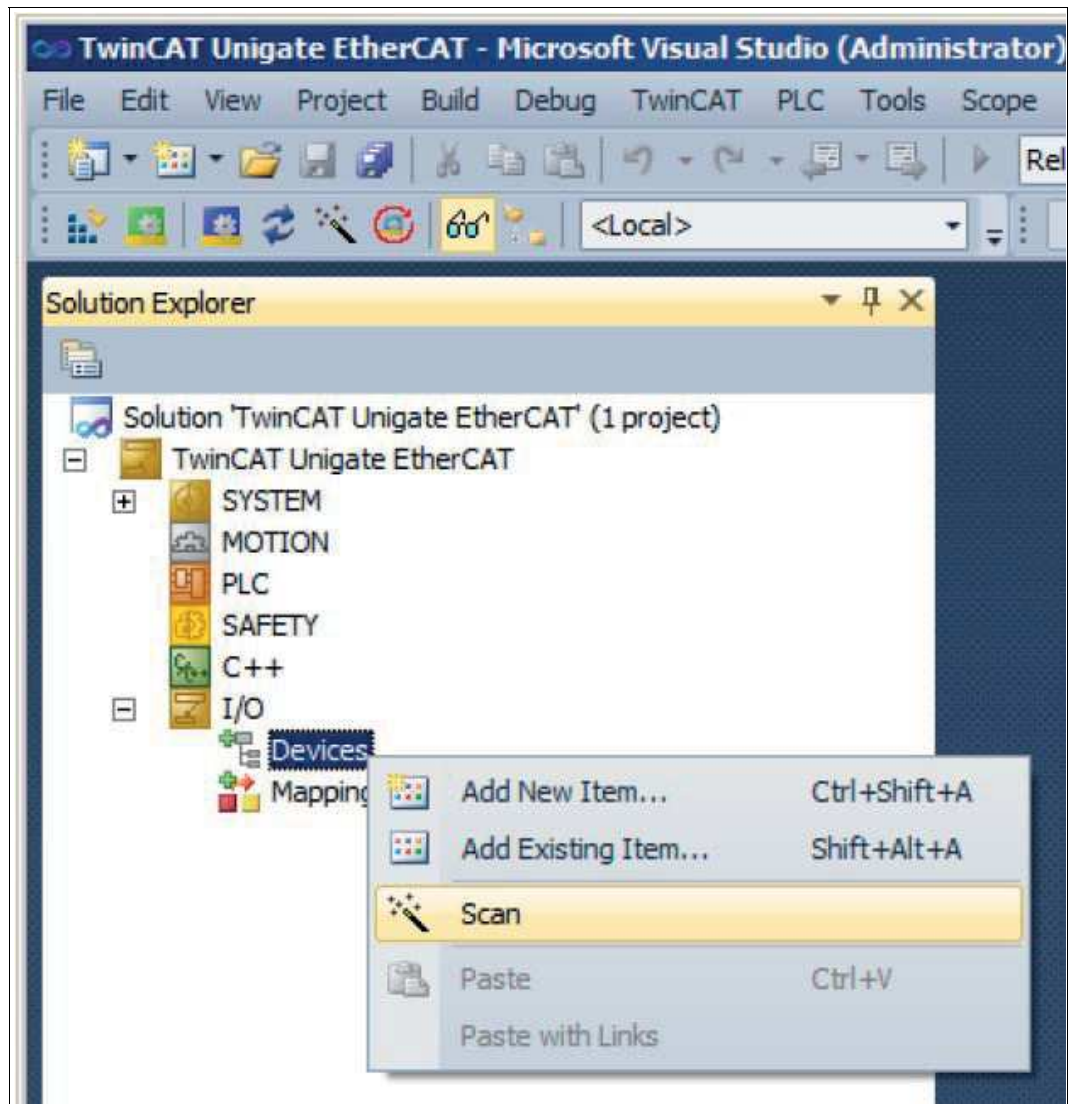 TwinCAT Unigate EtherCAT - Microsoft Visual Studio (Administrator)
File Edit View Project Build Debug TwinCAT PLC Tools Scope
Rel
<Local>
Solution Explorer
Solution 'TwinCAT Unigate EtherCAT' (1 project)
TwinCAT Unigate EtherCAT
SYSTEM
MOTION
PLC
SAFETY
C++
I/O
Devices
Mapping
Add New Item... Ctrl+Shift+A
Add Existing Item... Shift+Alt+A
Scan
Paste Ctrl+V
Paste with Links